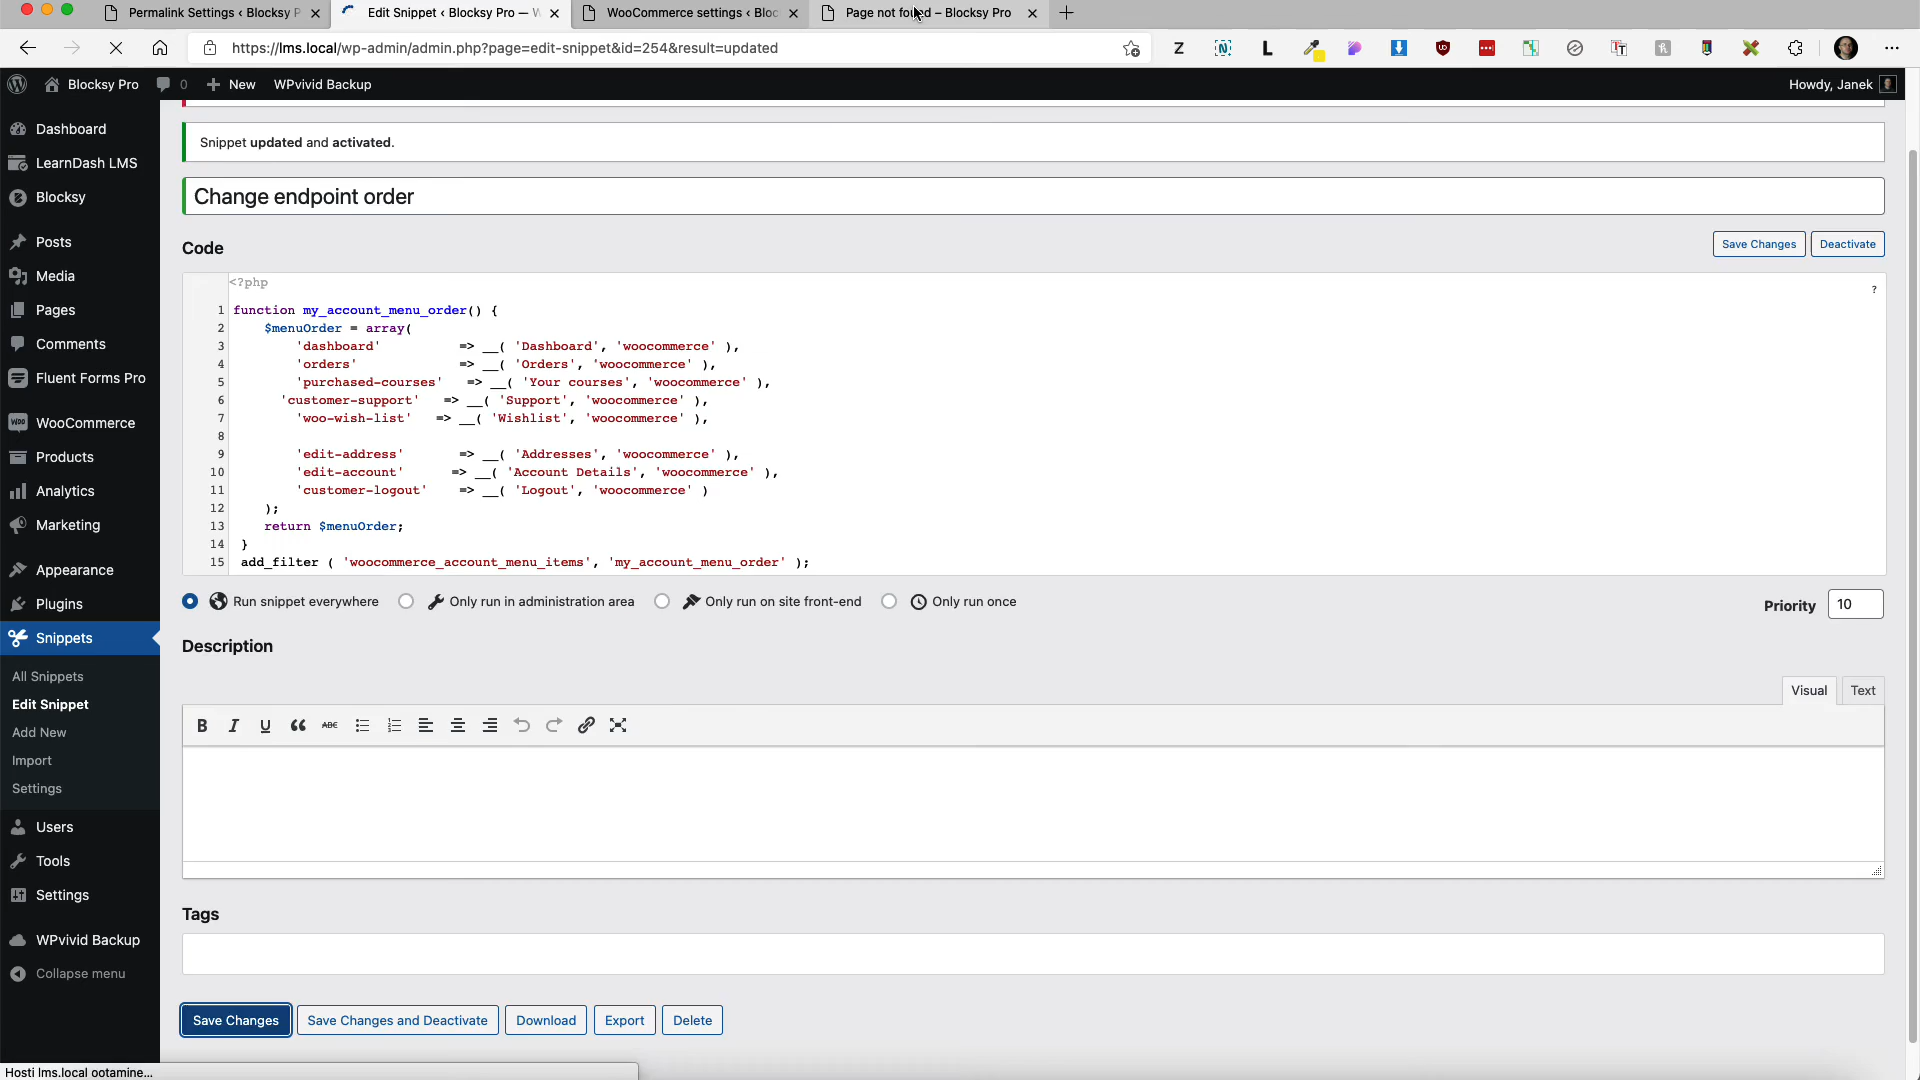 Permalink Settings ‹ Blocksy P
Edit Snippet ‹ Blocksy Pro — W
WooCommerce settings ‹ Bloc
Page not found – Blocksy Pro
https://lms.local/wp-admin/admin.php?page=edit-snippet&id=254&result=updated
Blocksy Pro
0
New
WPvivid Backup
Howdy, Janek
Dashboard
LearnDash LMS
Blocksy
Posts
Media
Pages
Comments
Fluent Forms Pro
WooCommerce
Products
Analytics
Marketing
Appearance
Plugins
Snippets
All Snippets
Edit Snippet
Add New
Import
Settings
Users
Tools
Settings
WPvivid Backup
Collapse menu
Snippet updated and activated.
Change endpoint order
Code
Save Changes
Deactivate
<?php
?
1 function my_account_menu_order() {
2 $menuOrder = array(
3 'dashboard' => __( 'Dashboard', 'woocommerce' ),
4 'orders' => __( 'Orders', 'woocommerce' ),
5 'purchased-courses' => __( 'Your courses', 'woocommerce' ),
6 'customer-support' => __( 'Support', 'woocommerce' ),
7 'woo-wish-list' => __( 'Wishlist', 'woocommerce' ),
8
9 'edit-address' => __( 'Addresses', 'woocommerce' ),
10 'edit-account' => __( 'Account Details', 'woocommerce' ),
11 'customer-logout' => __( 'Logout', 'woocommerce' )
12 );
13 return $menuOrder;
14 }
15 add_filter ( 'woocommerce_account_menu_items', 'my_account_menu_order' );
Run snippet everywhere
Only run in administration area
Only run on site front-end
Only run once
Priority
10
Description
Visual
Text
B I U ABC
Tags
Save Changes
Save Changes and Deactivate
Download
Export
Delete
Hosti lms.local ootamine...